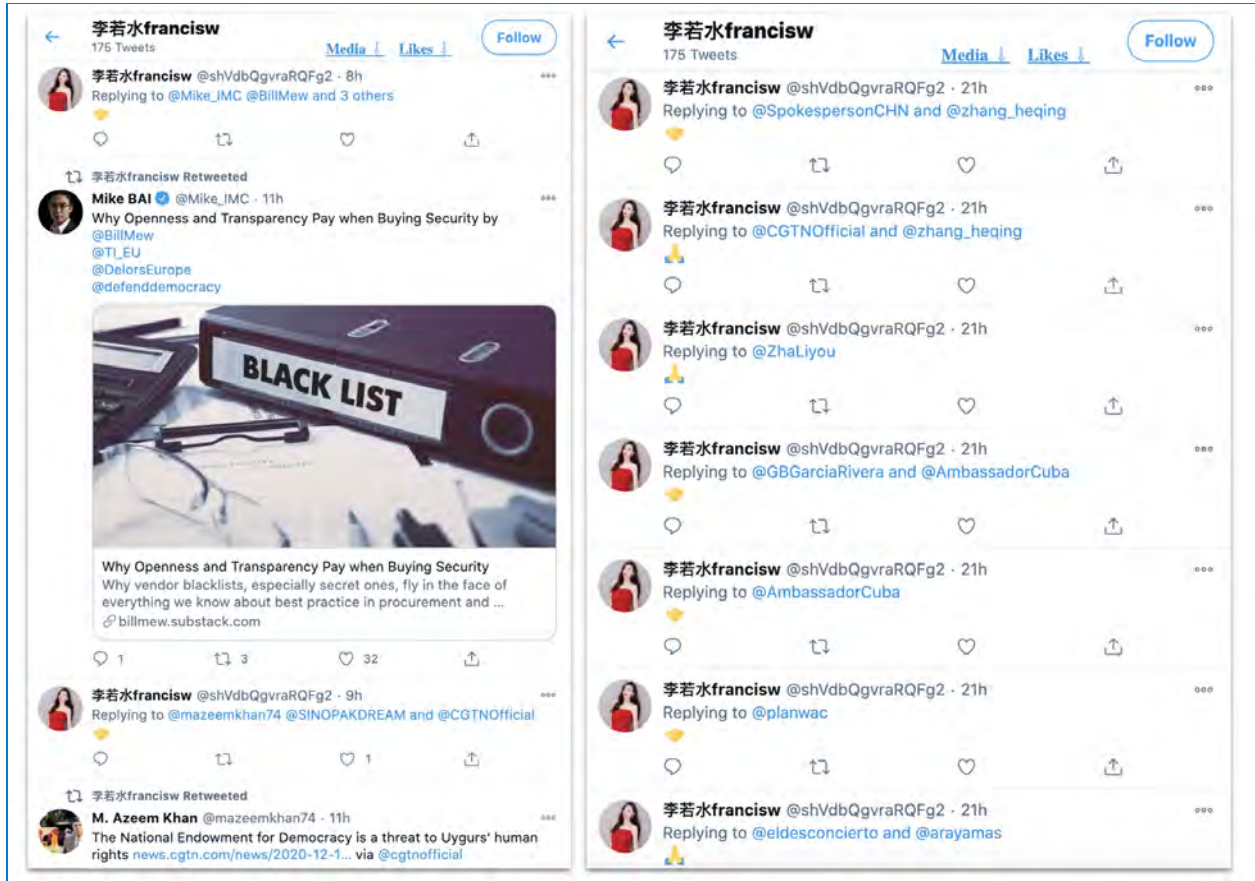 李若水francisw
175 Tweets
Media ↓ Likes ↓
Follow
李若水francisw @shVdbQgvraRQFg2 · 8h
Replying to @Mike_IMC @BillMew and 3 others
🤝
李若水francisw Retweeted
Mike BAI @Mike_IMC · 11h
Why Openness and Transparency Pay when Buying Security by
@BillMew
@TI_EU
@DelorsEurope
@defenddemocracy
BLACK LIST
Why Openness and Transparency Pay when Buying Security
Why vendor blacklists, especially secret ones, fly in the face of
everything we know about best practice in procurement and ...
billmew.substack.com
1 3 32
李若水francisw @shVdbQgvraRQFg2 · 9h
Replying to @mazeemkhan74 @SINOPAKDREAM and @CGTNOfficial
🤝
1
李若水francisw Retweeted
M. Azeem Khan @mazeemkhan74 · 11h
The National Endowment for Democracy is a threat to Uygurs' human
rights news.cgtn.com/news/2020-12-1... via @cgtnofficial
李若水francisw
175 Tweets
Media ↓ Likes ↓
Follow
李若水francisw @shVdbQgvraRQFg2 · 21h
Replying to @SpokespersonCHN and @zhang_heqing
🤝
李若水francisw @shVdbQgvraRQFg2 · 21h
Replying to @CGTNOfficial and @zhang_heqing
🙏
李若水francisw @shVdbQgvraRQFg2 · 21h
Replying to @ZhaLiyou
🙏
李若水francisw @shVdbQgvraRQFg2 · 21h
Replying to @GBGarciaRivera and @AmbassadorCuba
🤝
李若水francisw @shVdbQgvraRQFg2 · 21h
Replying to @AmbassadorCuba
🤝
李若水francisw @shVdbQgvraRQFg2 · 21h
Replying to @planwac
🤝
李若水francisw @shVdbQgvraRQFg2 · 21h
Replying to @eldesconcierto and @arayamas
🙏